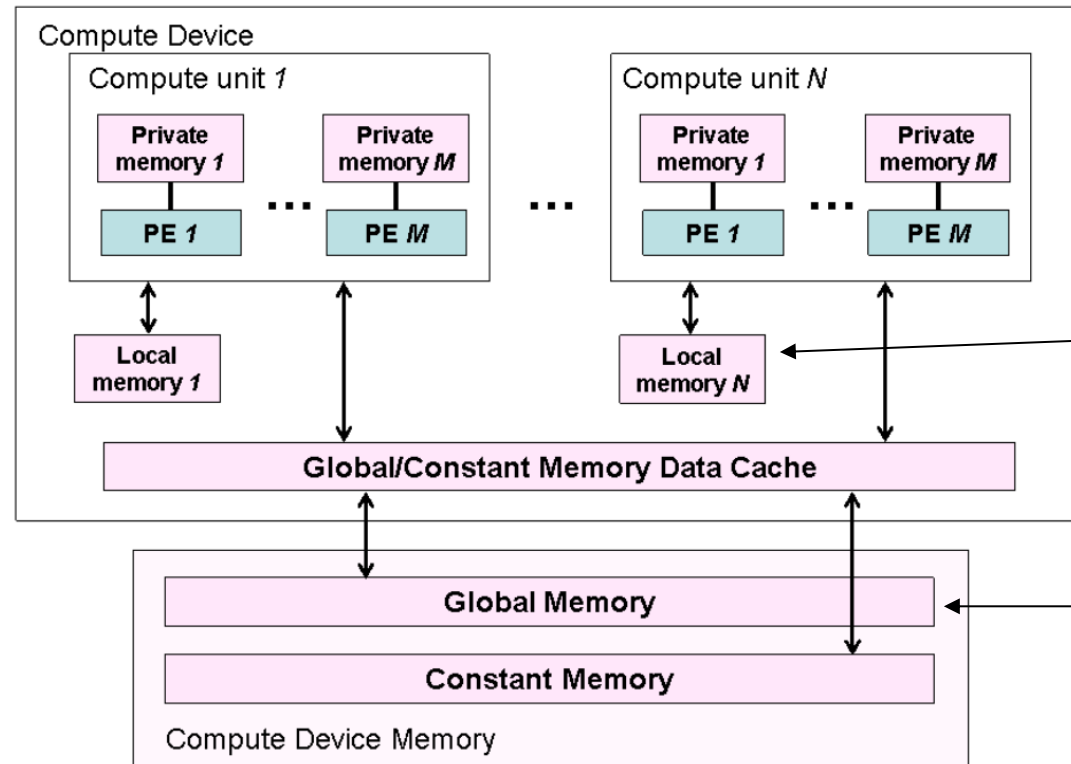 Compute Device
Compute unit 1
Compute unit N
Private
memory 1
Private
memory M
Private
memory 1
Private
memory M
...
...
...
PE 1
PE M
PE 1
PE M
Local
memory 1
Local
memory N
Global/Constant Memory Data Cache
Global Memory
Constant Memory
Compute Device Memory